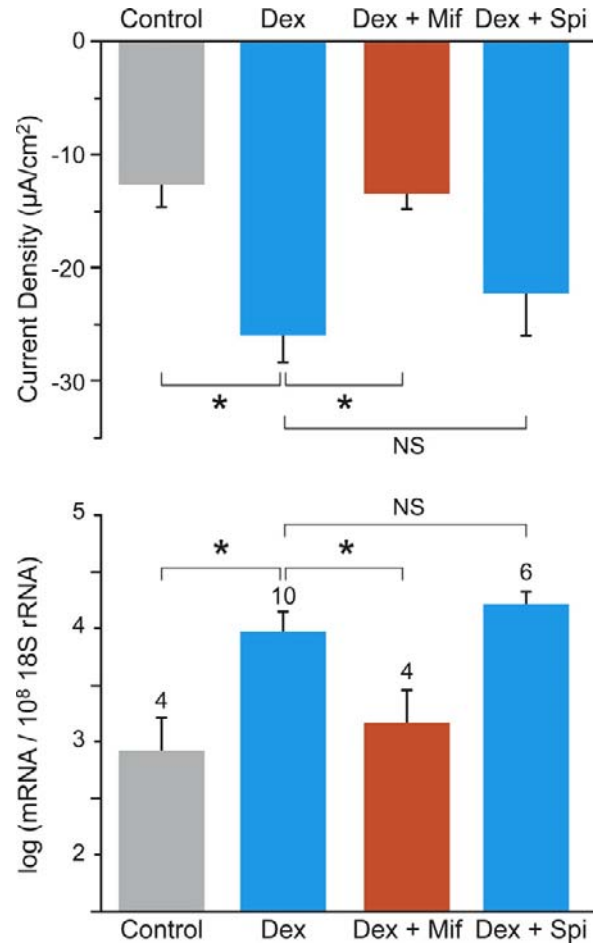 Control Dex Dex + Mif Dex + Spi
0
-10
-20
-30
Current Density (µA/cm²)
* *
NS
NS
* *
5
4
3
2
log (mRNA / 10⁸ 18S rRNA)
4 10 4 6
Control Dex Dex + Mif Dex + Spi